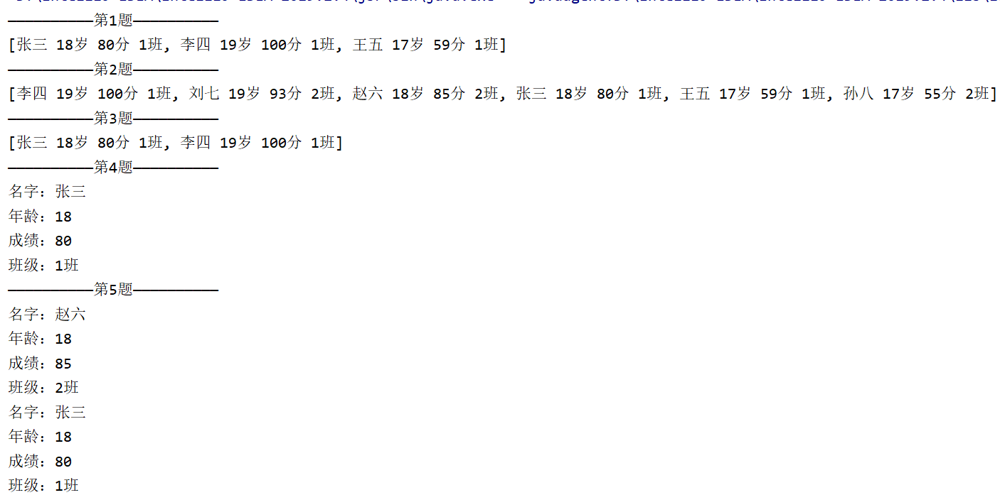 ——————————第1题——————————
[张三 18岁 80分 1班, 李四 19岁 100分 1班, 王五 17岁 59分 1班]
——————————第2题——————————
[李四 19岁 100分 1班, 刘七 19岁 93分 2班, 赵六 18岁 85分 2班, 张三 18岁 80分 1班, 王五 17岁 59分 1班, 孙八 17岁 55分 2班]
——————————第3题——————————
[张三 18岁 80分 1班, 李四 19岁 100分 1班]
——————————第4题——————————
名字：张三
年龄：18
成绩：80
班级：1班
——————————第5题——————————
名字：赵六
年龄：18
成绩：85
班级：2班
名字：张三
年龄：18
成绩：80
班级：1班